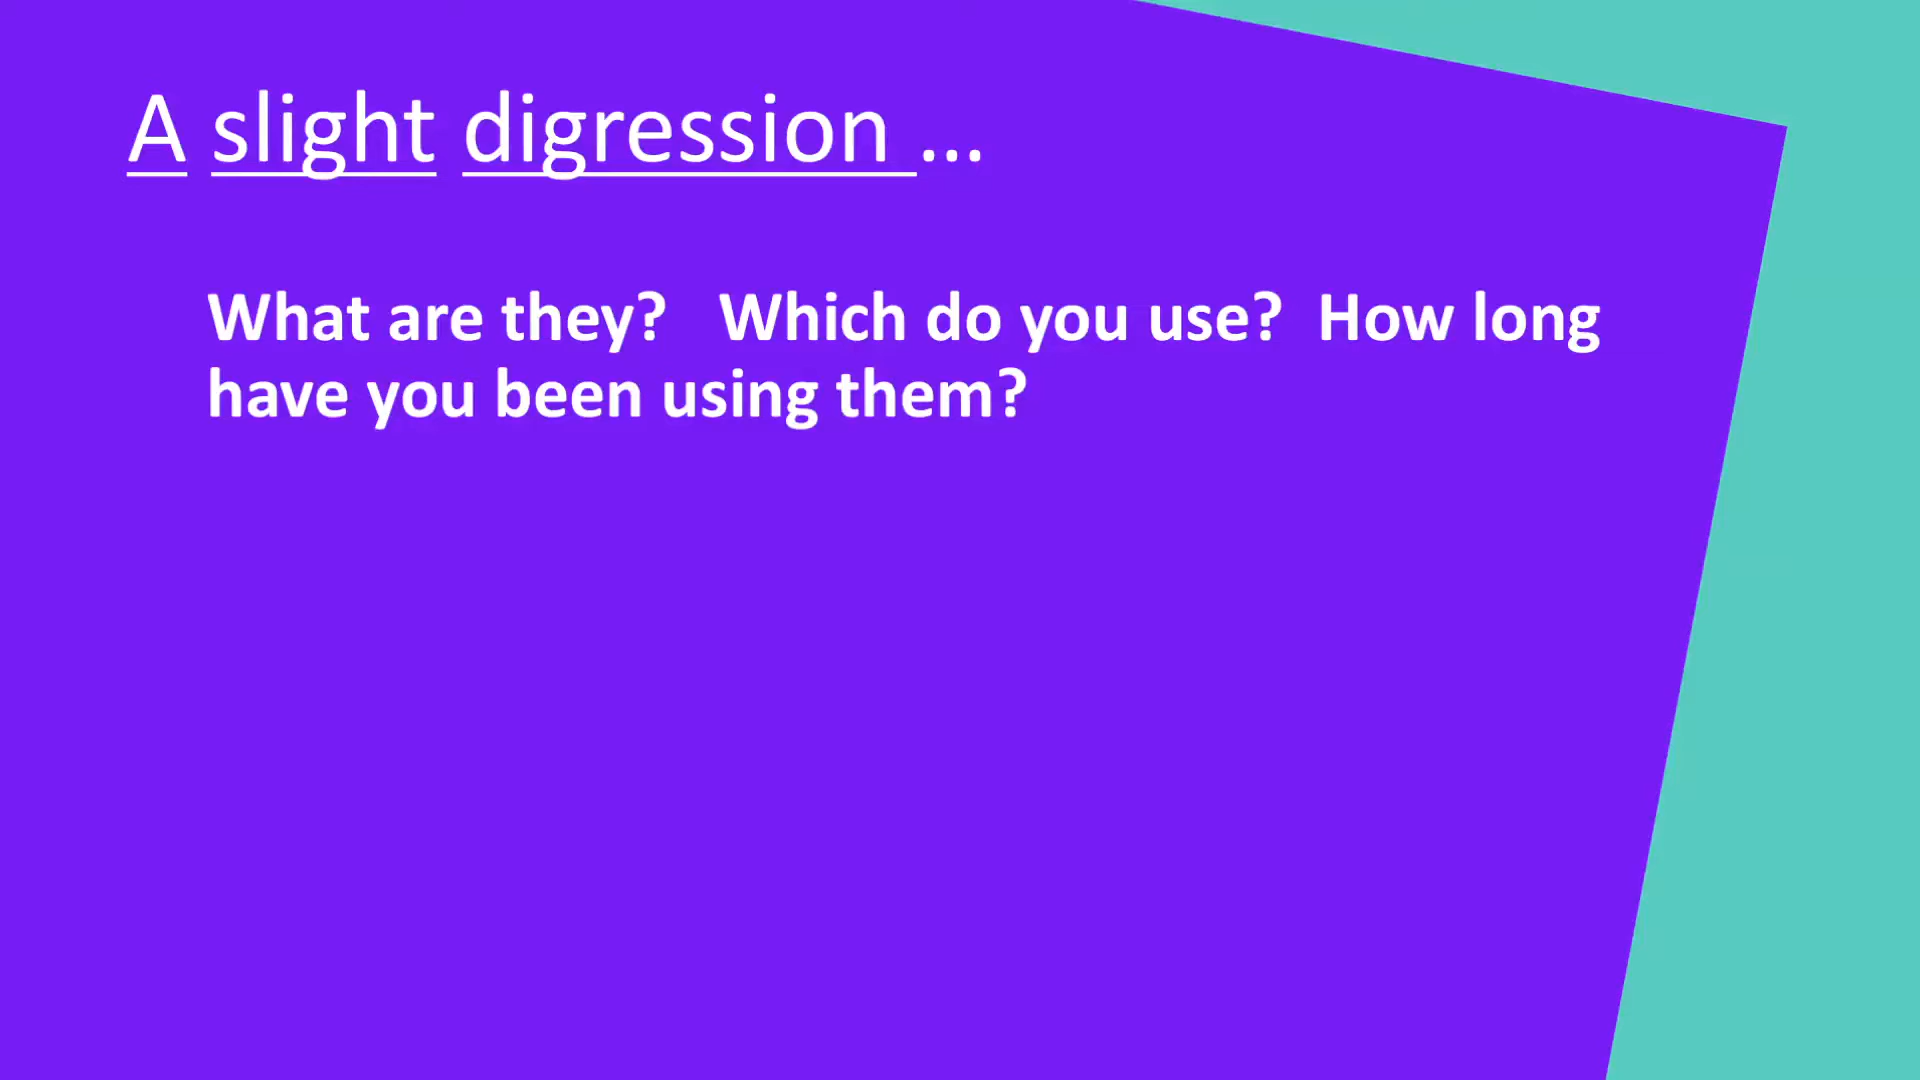 A slight digression ...
What are they? Which do you use? How long
have you been using them?